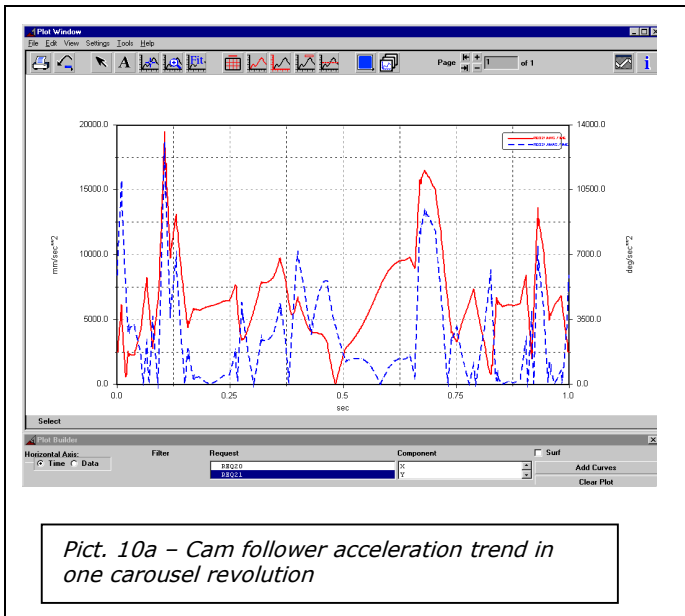 Plot Window
File Edit View Settings Tools Help
A Fit Page 1 of 1 i
20000.0 14000.0
15000.0 10500.0
mm/sec**2 deg/sec**2
10000.0 7000.0
5000.0 3500.0
0.0 0.0
0.0 0.25 0.5 0.75 1.0
sec
Select
Plot Builder
Horizontal Axis: Filter Request Component Surf
Time Data REQ20 X Add Curves
REQ21 Y Clear Plot
Pict. 10a – Cam follower acceleration trend in
one carousel revolution